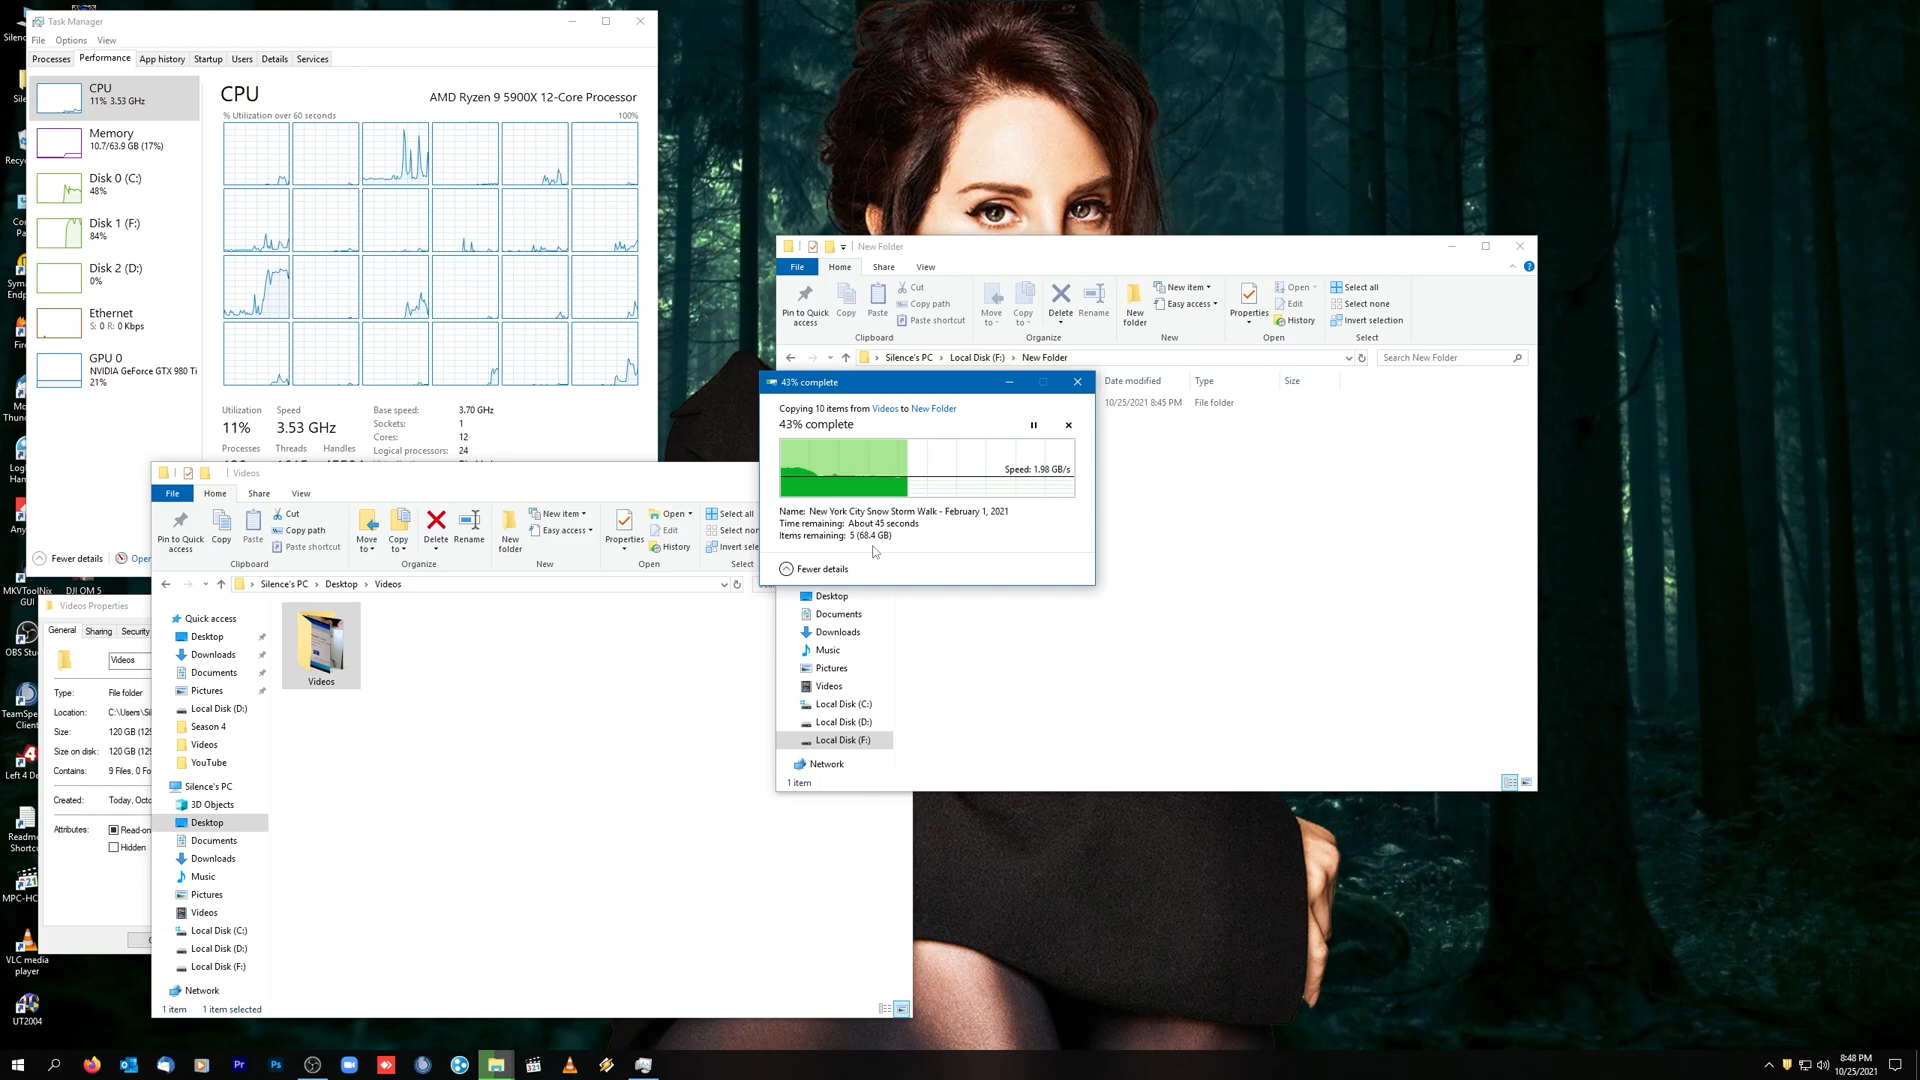 Task Manager
File Options View
Processes Performance App history Startup Users Details Services
CPU
11% 3.53 GHz
Memory
10.7/63.9 GB (17%)
Disk 0 (C:)
48%
Disk 1 (F:)
84%
Disk 2 (D:)
0%
Ethernet
S: 0 R: 0 Kbps
GPU 0
NVIDIA GeForce GTX 980 Ti
21%
CPU
AMD Ryzen 9 5900X 12-Core Processor
% Utilization over 60 seconds 100%
Utilization Speed
11% 3.53 GHz
Processes Threads Handles
Base speed: 3.70 GHz
Sockets: 1
Cores: 12
Logical processors: 24
Fewer details Open
New Folder
File Home Share View
Pin to Quick access
Copy
Paste
Cut
Copy path
Paste shortcut
Clipboard
Move to
Copy to
Delete
Rename
Organize
New folder
New item
Easy access
New
Properties
Open
Edit
History
Open
Select all
Select none
Invert selection
Select
Silence's PC Local Disk (F:) New Folder
Search New Folder
Date modified Type Size
10/25/2021 8:45 PM File folder
Desktop
Documents
Downloads
Music
Pictures
Videos
Local Disk (C:)
Local Disk (D:)
Local Disk (F:)
Network
1 item
43% complete
Copying 10 items from Videos to New Folder
43% complete
Speed: 1.98 GB/s
Name: New York City Snow Storm Walk - February 1, 2021
Time remaining: About 45 seconds
Items remaining: 5 (68.4 GB)
Fewer details
Videos
File Home Share View
Pin to Quick access
Copy
Paste
Cut
Copy path
Paste shortcut
Clipboard
Move to
Copy to
Delete
Rename
Organize
New folder
New item
Easy access
New
Properties
Open
Edit
History
Open
Select all
Select
Silence's PC Desktop Videos
Quick access
Desktop
Downloads
Documents
Pictures
Local Disk (D:)
Season 4
Videos
YouTube
Silence's PC
3D Objects
Desktop
Documents
Downloads
Music
Pictures
Videos
Local Disk (C:)
Local Disk (D:)
Local Disk (F:)
Network
Videos
1 item 1 item selected
Videos Properties
General Sharing Security
Videos
Type: File folder
Location:
Size: 120 GB
Size on disk: 120 GB
Contains: 9 Files,
Created: Today,
Attributes:
Hidden
MKVToolNix GUI
DJI OM 5
VLC media player
UT2004
8:48 PM
10/25/2021